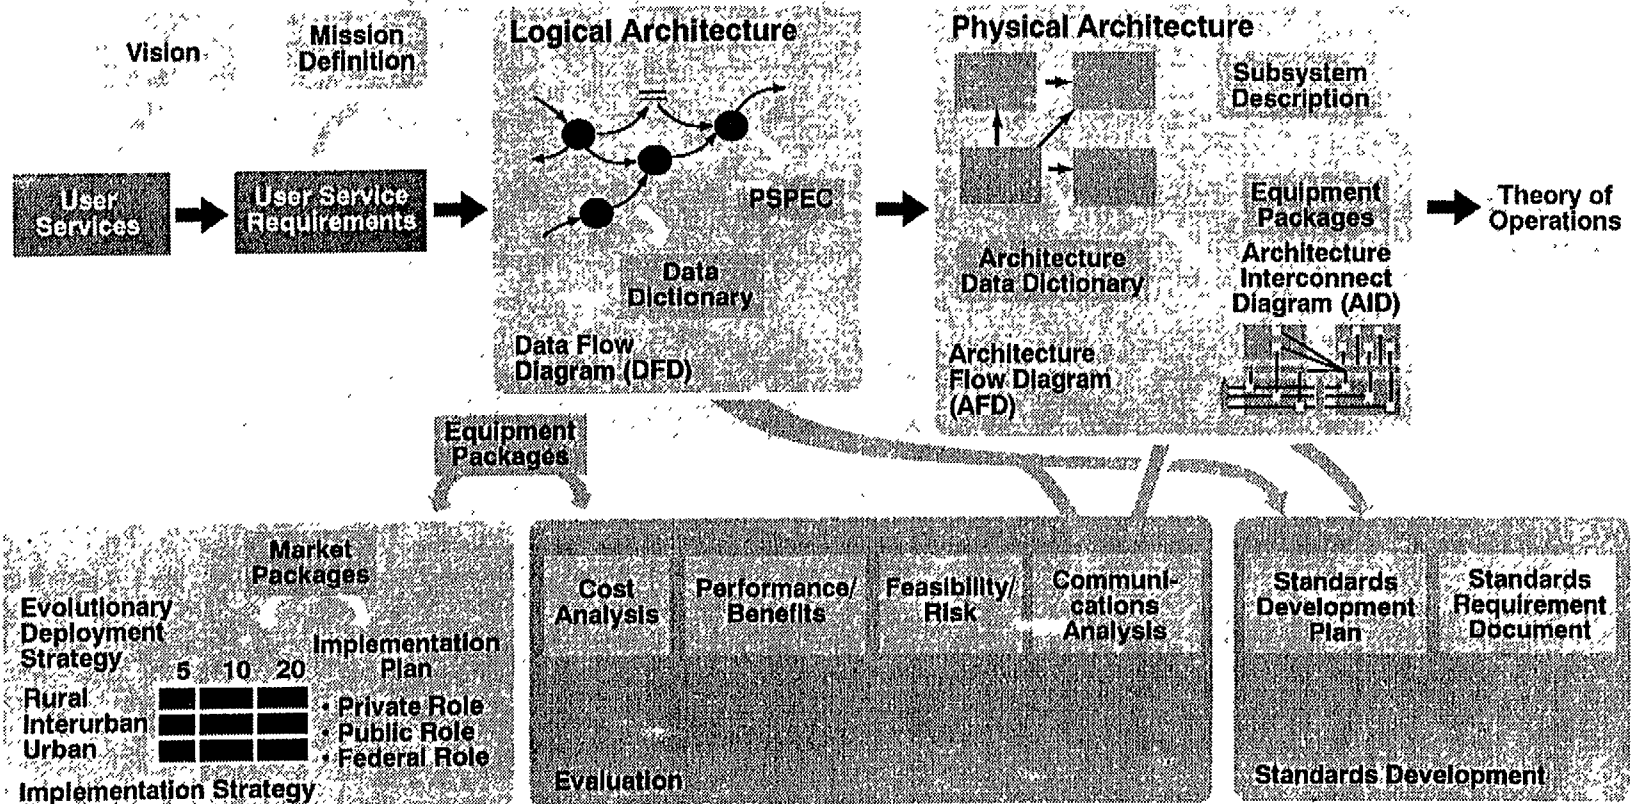 Vision
Mission
Definition
User
Services
User Service
Requirements
Logical Architecture
PSPEC
Data
Dictionary
Data Flow
Diagram (DFD)
Physical Architecture
Subsystem
Description
Equipment
Packages
Architecture
Data Dictionary
Architecture
Interconnect
Diagram (AID)
Architecture
Flow Diagram
(AFD)
Theory of
Operations
Equipment
Packages
Market
Packages
Evolutionary
Deployment
Strategy
5 10 20
Rural
Interurban
Urban
Implementation
Plan
• Private Role
• Public Role
• Federal Role
Implementation Strategy
Cost
Analysis
Performance/
Benefits
Feasibility/
Risk
Communi-
cations
Analysis
Evaluation
Standards
Development
Plan
Standards
Requirement
Document
Standards Development